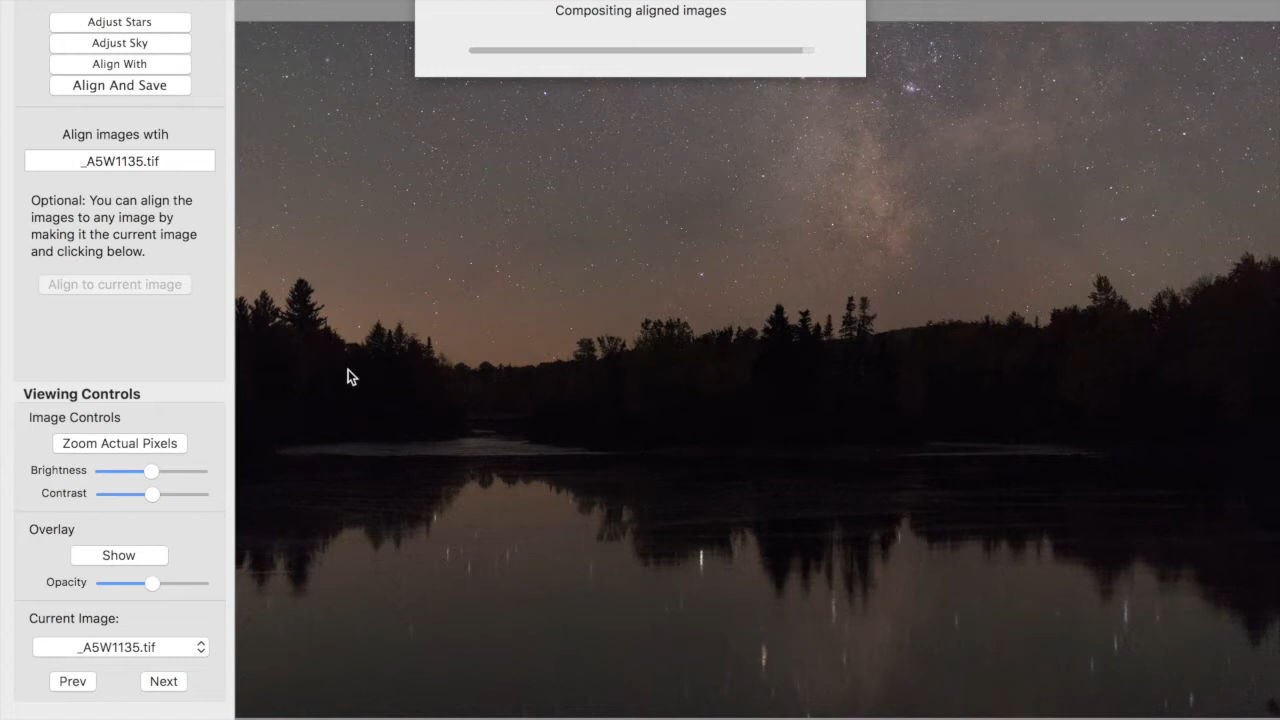 Compositing aligned images
Adjust Stars
Adjust Sky
Align With
Align And Save
Align images wtih
_A5W1135.tif
Optional: You can align the
images to any image by
making it the current image
and clicking below.
Align to current image
Viewing Controls
Image Controls
Zoom Actual Pixels
Brightness
Contrast
Overlay
Show
Opacity
Current Image:
_A5W1135.tif
Prev Next